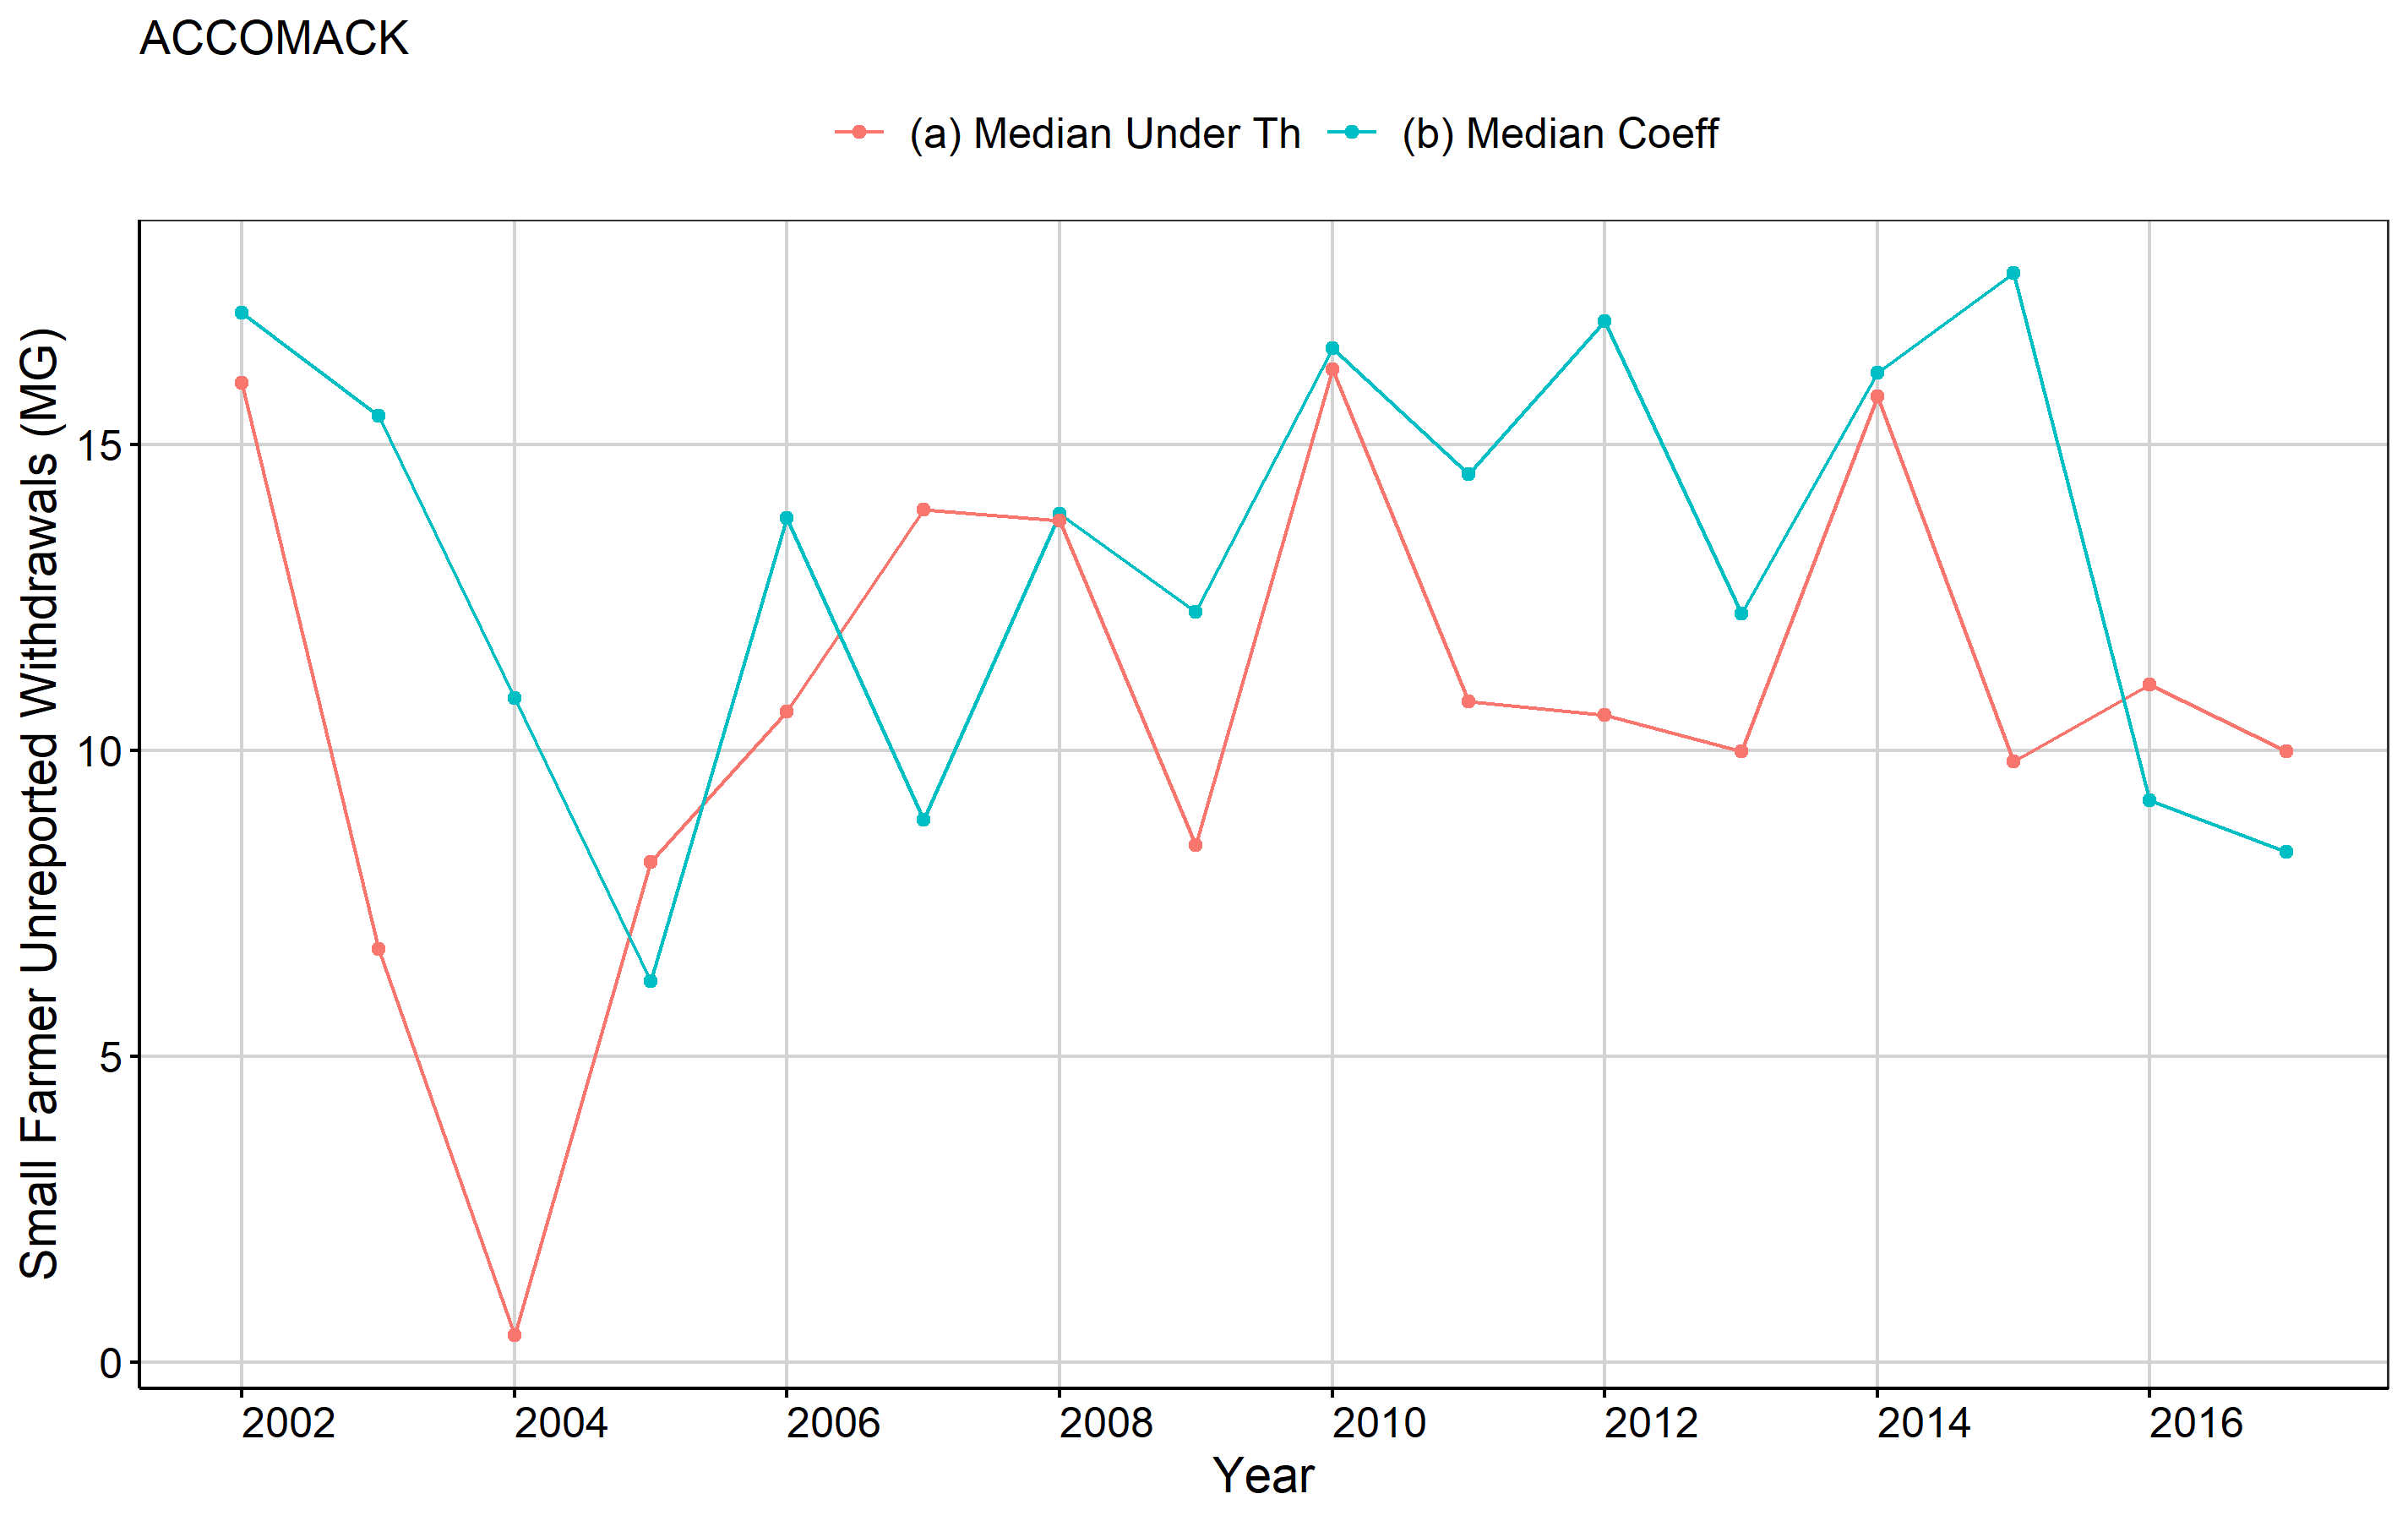 ACCOMACK
(a) Median Under Th (b) Median Coeff
Small Farmer Unreported Withdrawals (MG)
15
10
5
0
2002 2004 2006 2008 2010 2012 2014 2016
Year